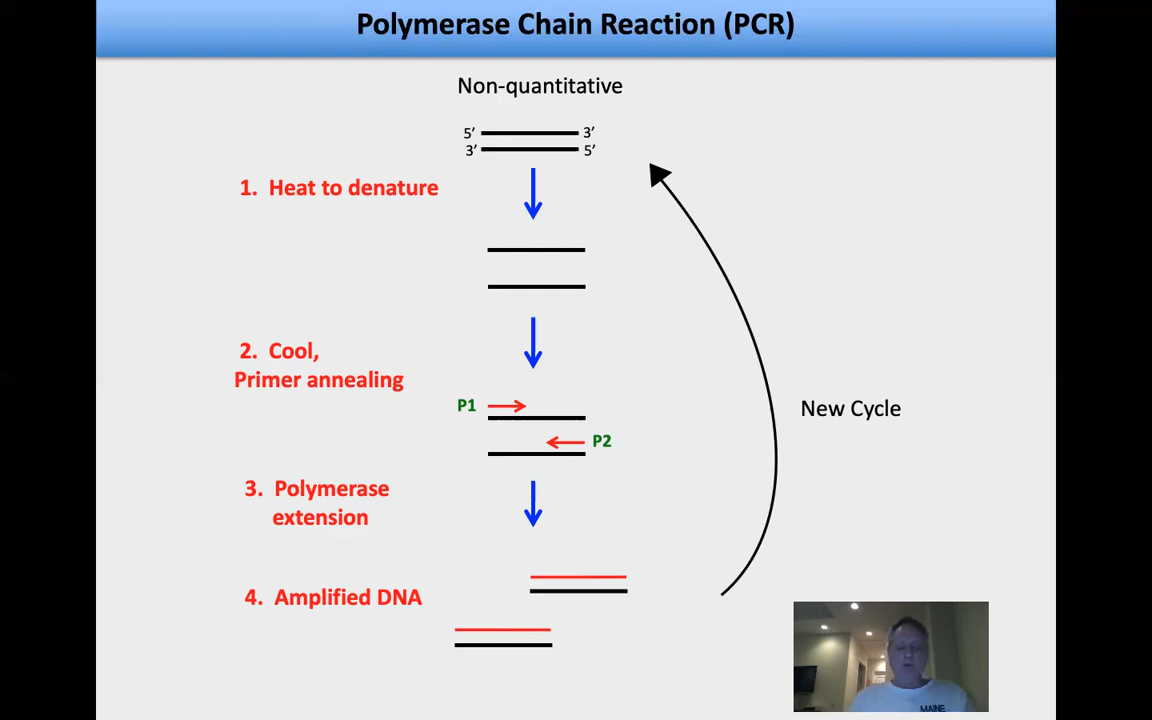 Polymerase Chain Reaction (PCR)
Non-quantitative
5’ 3’
3’ 5’
1. Heat to denature
2. Cool,
Primer annealing
P1
P2
New Cycle
3. Polymerase
extension
4. Amplified DNA
MAINE